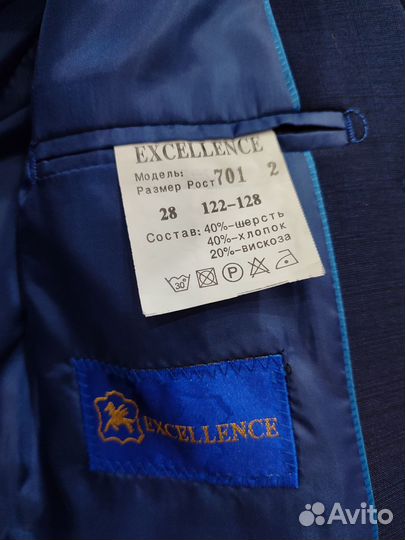 EXCELLENCE
Модель: 701 2
Размер Рост
28 122-128
Состав: 40%-шерсть
40%-хлопок
20%-вискоза
30°
P
EXCELLENCE
Avito